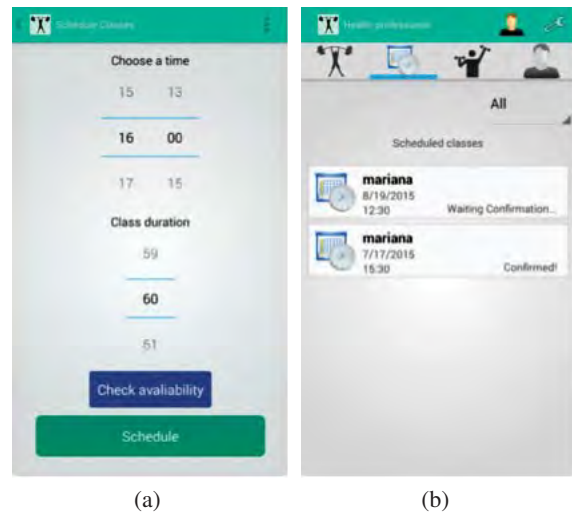 Schedule Classes
Choose a time
15 13
16 00
17 15
Class duration
59
60
61
Check avaliability
Schedule
(a)
Health professional
All
Scheduled classes
mariana
8/19/2015
12:30 Waiting Confirmation...
mariana
7/17/2015
15:30 Confirmed!
(b)